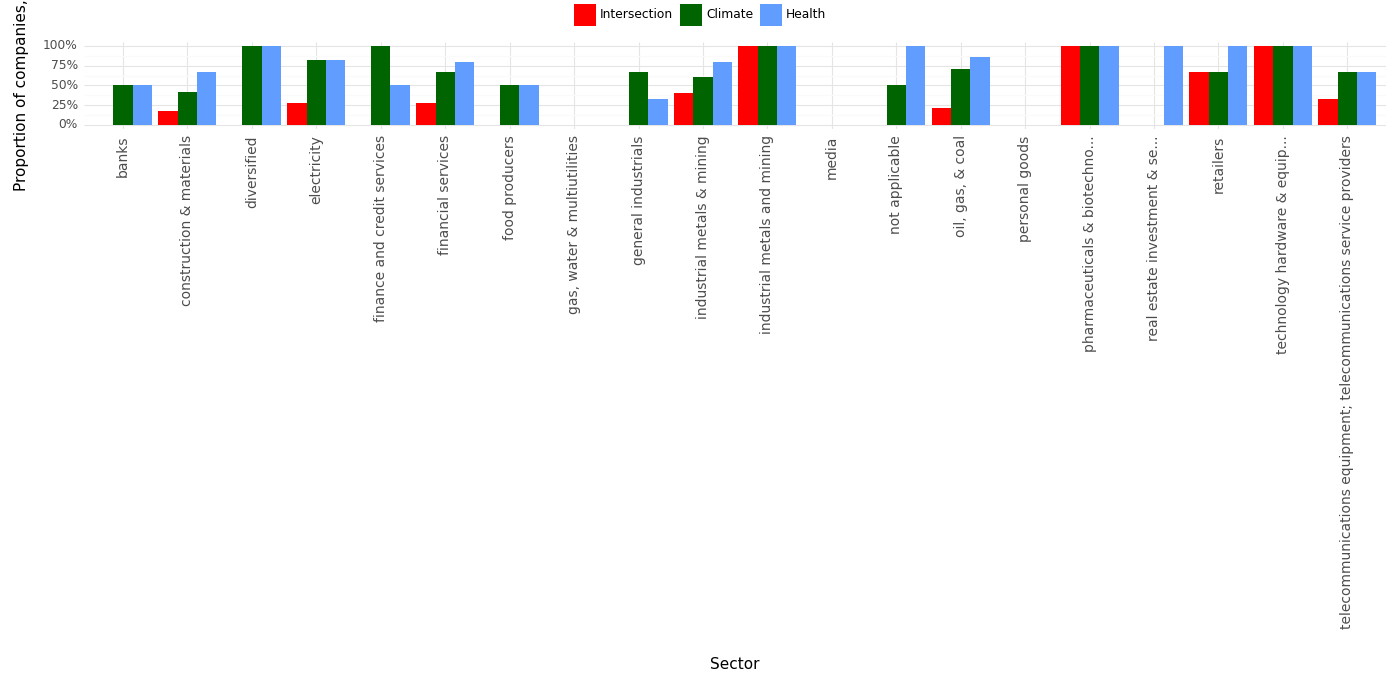 Intersection Climate Health
Proportion of companies,
100%
75%
50%
25%
0%
banks
construction & materials
diversified
electricity
finance and credit services
financial services
food producers
gas, water & multiutilities
general industrials
industrial metals & mining
industrial metals and mining
media
not applicable
oil, gas, & coal
personal goods
pharmaceuticals & biotechno...
real estate investment & se...
retailers
technology hardware & equip...
telecommunications equipment; telecommunications service providers
Sector